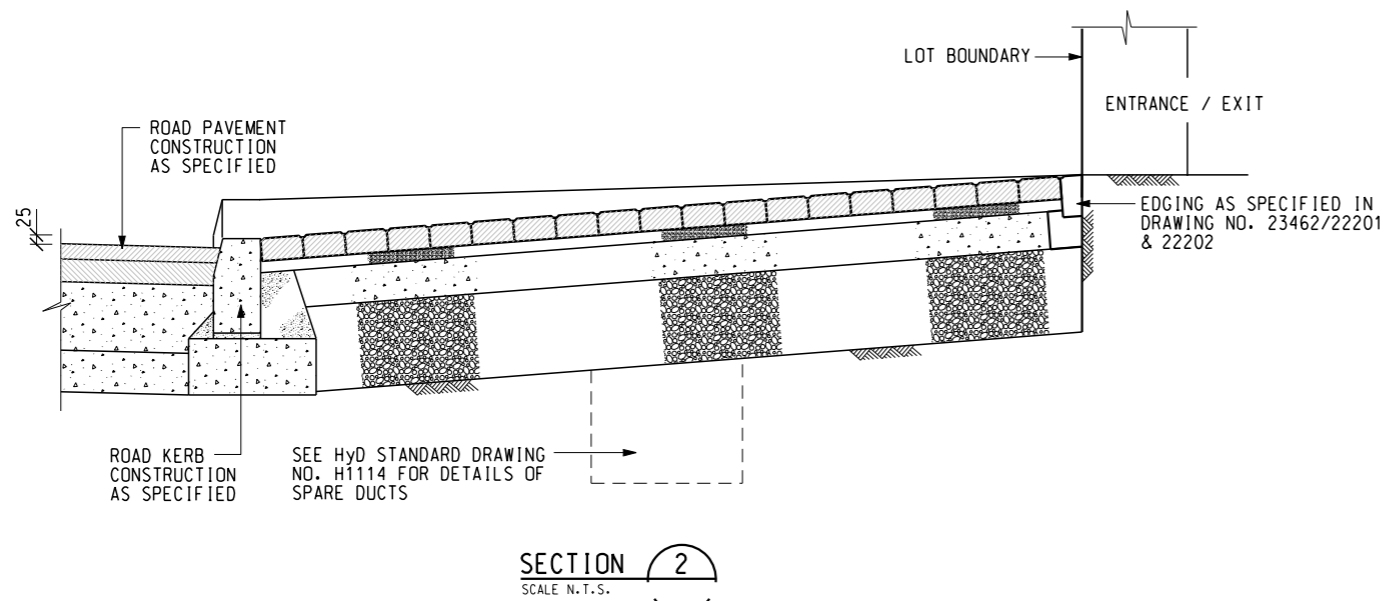 LOT BOUNDARY
ENTRANCE / EXIT
ROAD PAVEMENT
CONSTRUCTION
AS SPECIFIED
25
EDGING AS SPECIFIED IN
DRAWING NO. 23462/22201
& 22202
ROAD KERB
CONSTRUCTION
AS SPECIFIED
SEE HyD STANDARD DRAWING
NO. H1114 FOR DETAILS OF
SPARE DUCTS
SECTION 2
SCALE N.T.S.